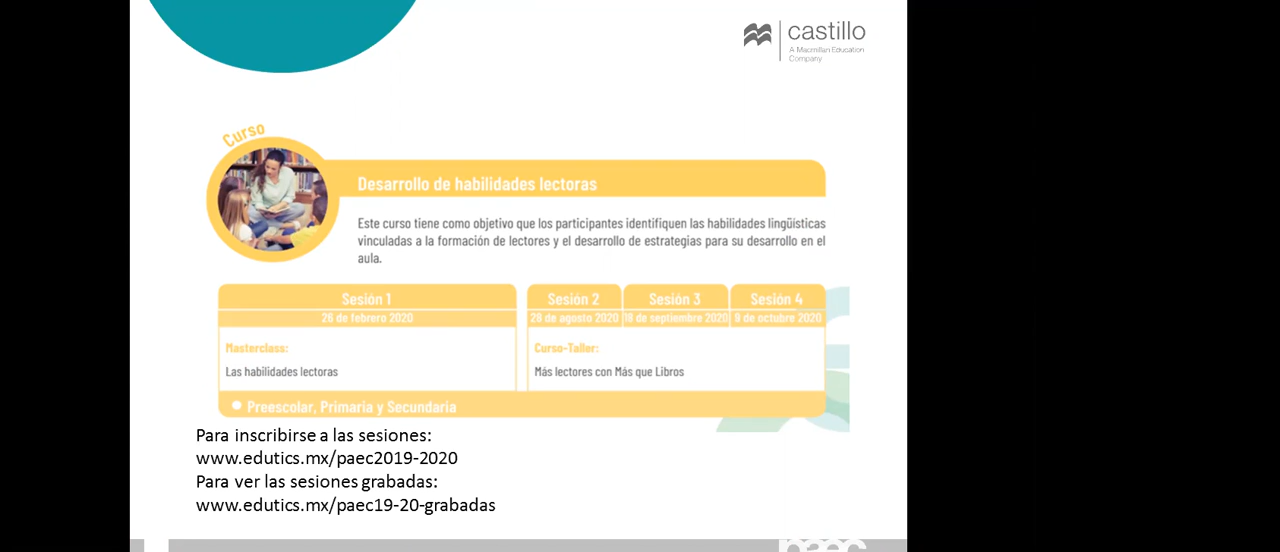 castillo
A Macmillan Education
Company
Curso
Desarrollo de habilidades lectoras
Este curso tiene como objetivo que los participantes identifiquen las habilidades lingüísticas
vinculadas a la formación de lectores y el desarrollo de estrategias para su desarrollo en el
aula.
Sesión 1
26 de febrero 2020
Masterclass:
Las habilidades lectoras
Sesión 2
Sesión 3
Sesión 4
28 de agosto 2020
18 de septiembre 2020
9 de octubre 2020
Curso-Taller:
Más lectores con Más que Libros
Preescolar, Primaria y Secundaria
Para inscribirse a las sesiones:
www.edutics.mx/paec2019-2020
Para ver las sesiones grabadas:
www.edutics.mx/paec19-20-grabadas
paec